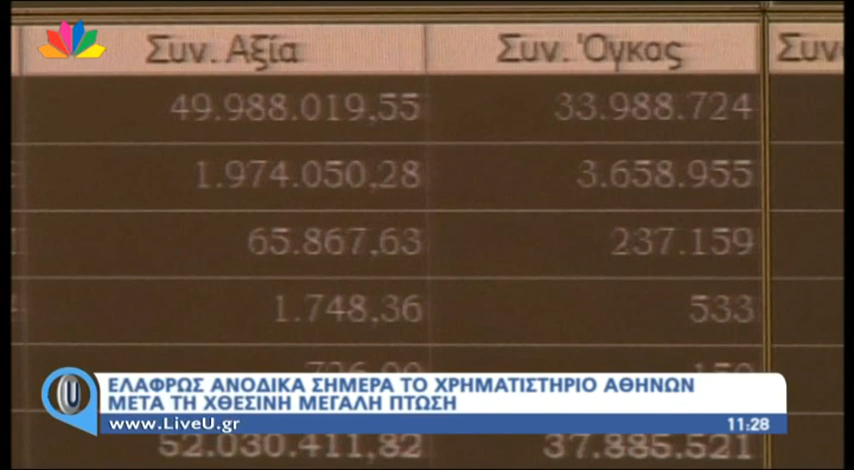 Συν. Αξία Συν. Όγκος
49.988.019,55 33.988.724
1.974.050,28 3.658.955
65.867,63 237.159
1.748,36 533
U ΕΛΑΦΡΩΣ ΑΝΟΔΙΚΑ ΣΗΜΕΡΑ ΤΟ ΧΡΗΜΑΤΙΣΤΗΡΙΟ ΑΘΗΝΩΝ
ΜΕΤΑ ΤΗ ΧΘΕΣΙΝΗ ΜΕΓΑΛΗ ΠΤΩΣΗ
www.LiveU.gr 11:28
52.030.411,82 37.885.521